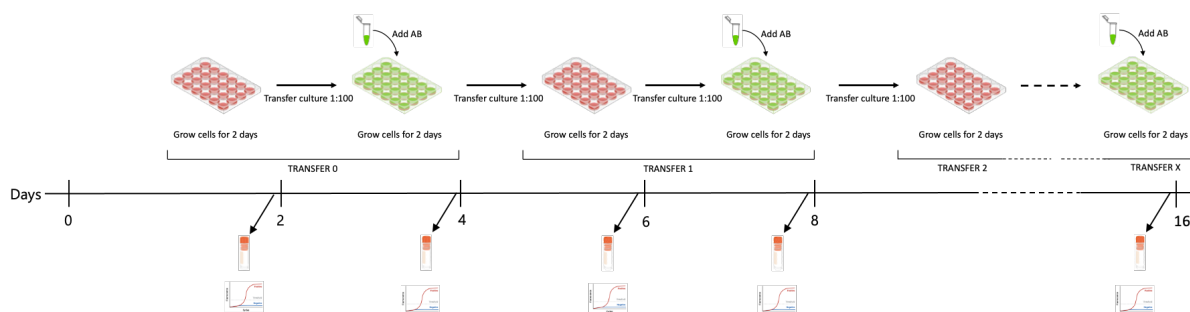 Add AB
Add AB
Add AB
Transfer culture 1:100
Transfer culture 1:100
Transfer culture 1:100
Transfer culture 1:100
Grow cells for 2 days
Grow cells for 2 days
Grow cells for 2 days
Grow cells for 2 days
Grow cells for 2 days
Grow cells for 2 days
TRANSFER 0
TRANSFER 1
TRANSFER 2
TRANSFER X
Days
0
2
4
6
8
16